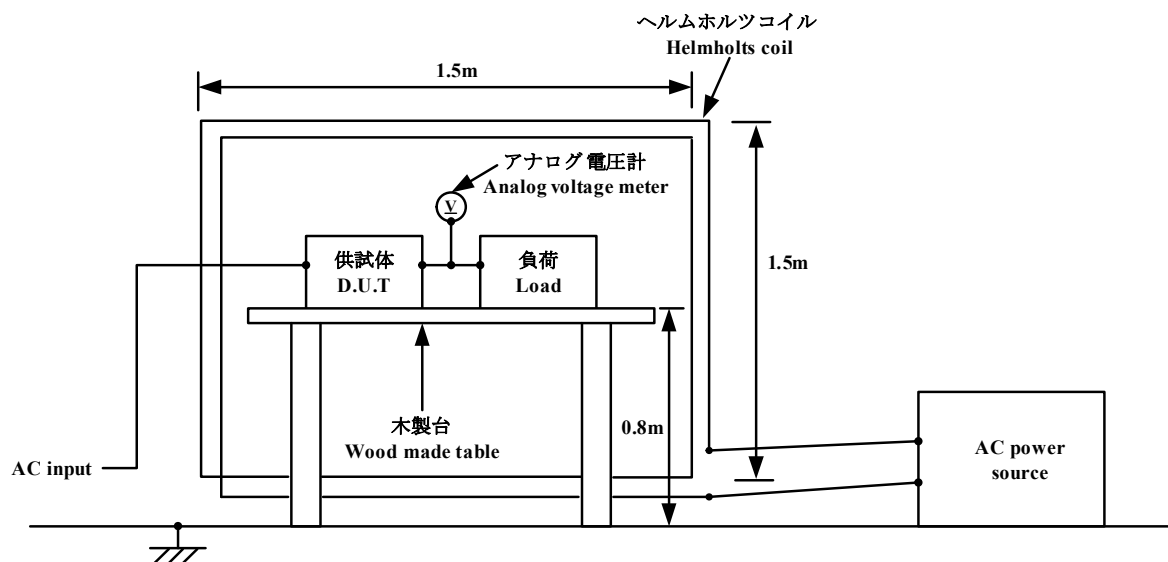 ヘルムホルツコイル
Helmholts coil
1.5m
アナログ電圧計
Analog voltage meter
V
供試体
D.U.T
負荷
Load
1.5m
木製台
Wood made table
0.8m
AC input
AC power
source